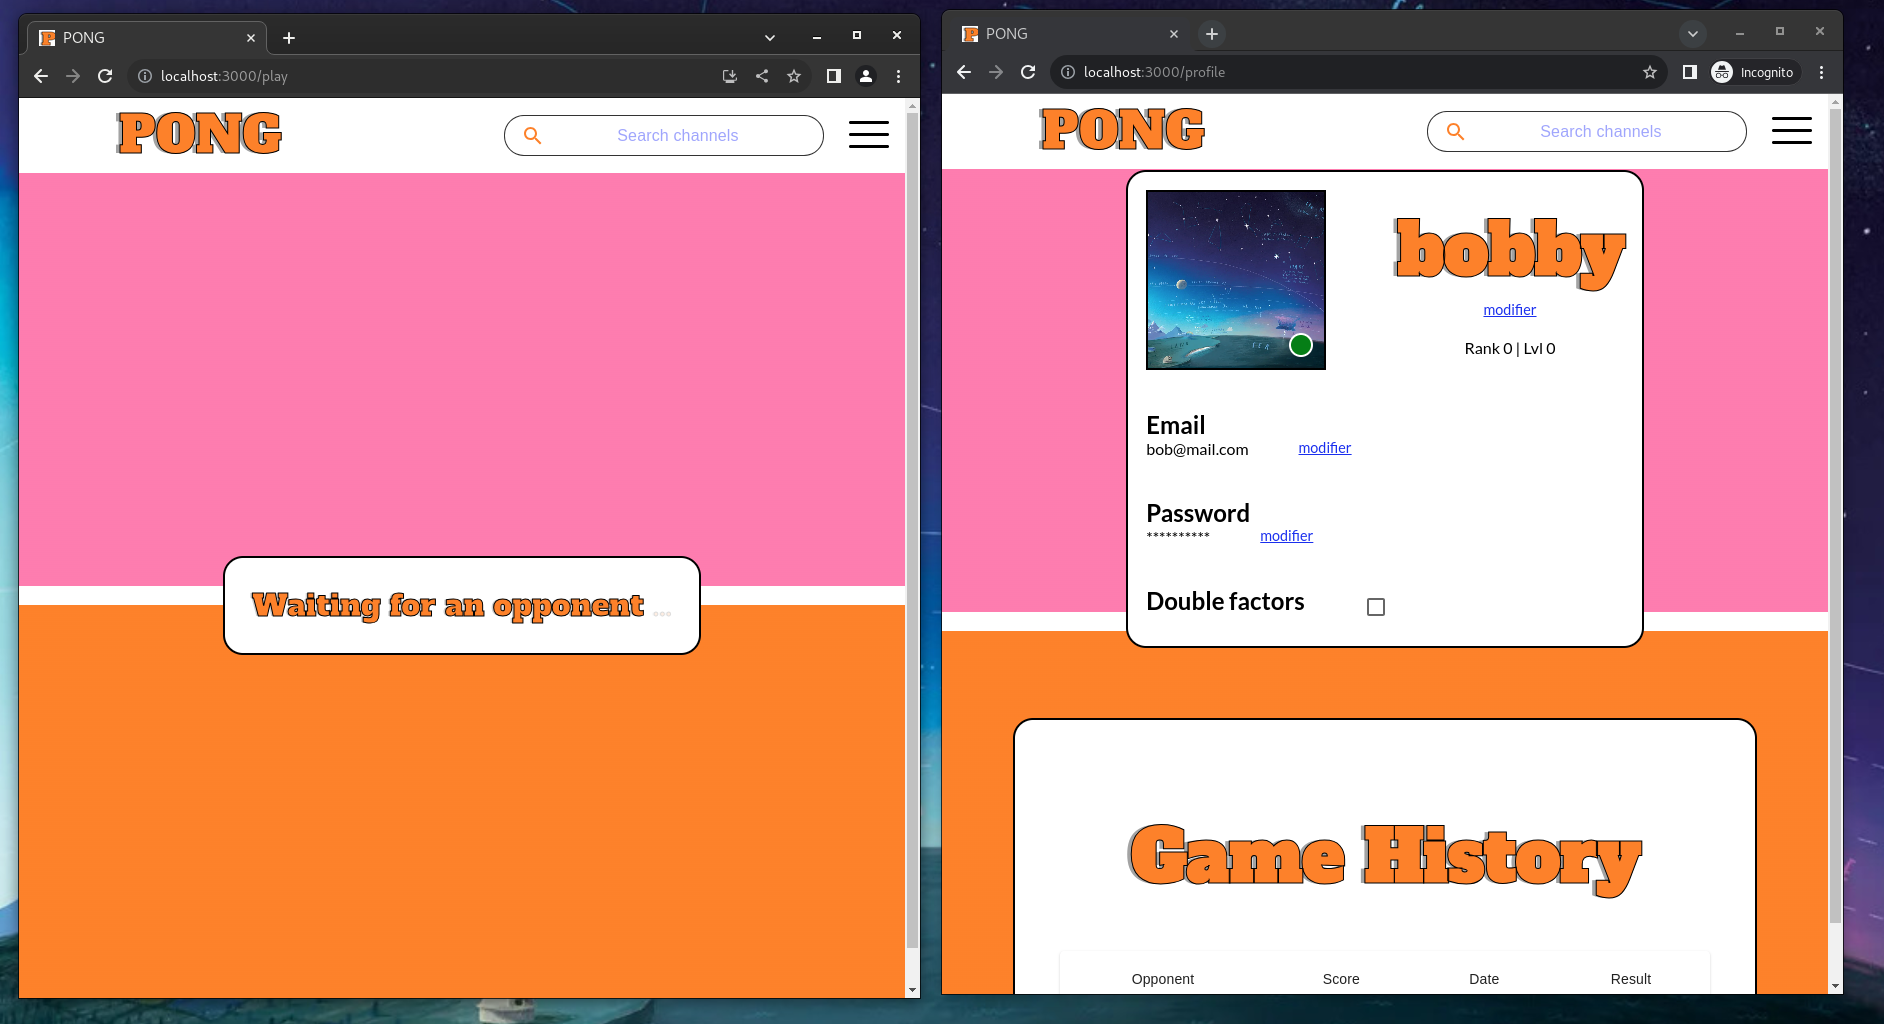 PONG
localhost:3000/play
PONG
Search channels
Waiting for an opponent ...
PONG
localhost:3000/profile
Incognito
PONG
Search channels
bobby
modifier
Rank 0 | Lvl 0
Email
bob@mail.com modifier
Password
********** modifier
Double factors
Game History
Opponent Score Date Result